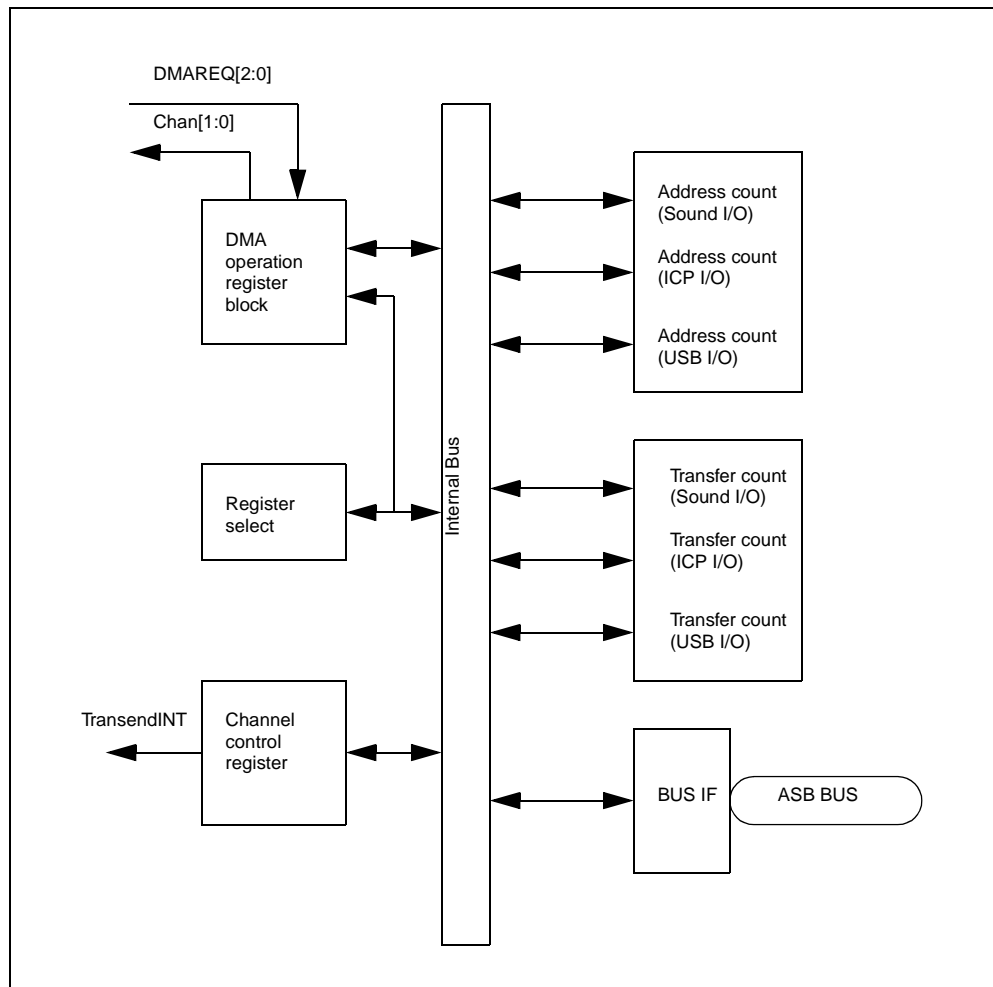 DMAREQ[2:0]
Chan[1:0]
DMA
operation
register
block
Register
select
TransendINT
Channel
control
register
Internal Bus
Address count
(Sound I/O)
Address count
(ICP I/O)
Address count
(USB I/O)
Transfer count
(Sound I/O)
Transfer count
(ICP I/O)
Transfer count
(USB I/O)
BUS IF
ASB BUS